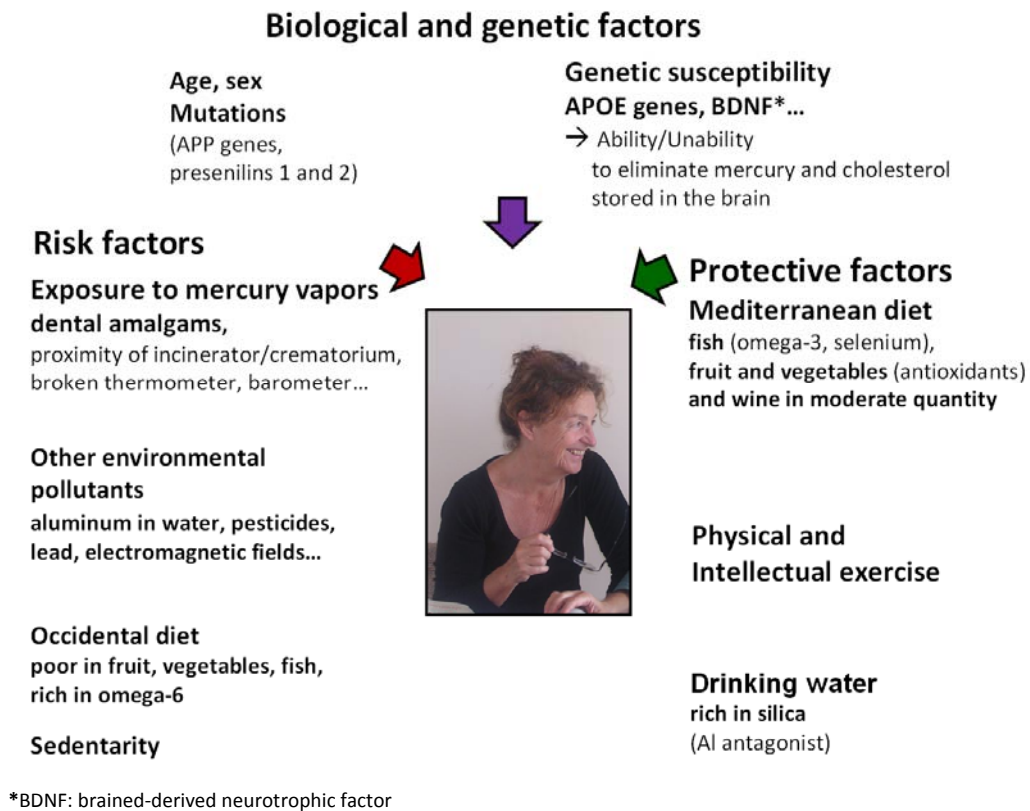 Biological and genetic factors
Age, sex
Mutations
(APP genes,
presenilins 1 and 2)
Genetic susceptibility
APOE genes, BDNF*...
→ Ability/Unability
to eliminate mercury and cholesterol
stored in the brain
Risk factors
Exposure to mercury vapors
dental amalgams,
proximity of incinerator/crematorium,
broken thermometer, barometer...
Other environmental
pollutants
aluminum in water, pesticides,
lead, electromagnetic fields...
Occidental diet
poor in fruit, vegetables, fish,
rich in omega-6
Sedentarity
Protective factors
Mediterranean diet
fish (omega-3, selenium),
fruit and vegetables (antioxidants)
and wine in moderate quantity
Physical and
Intellectual exercise
Drinking water
rich in silica
(Al antagonist)
*BDNF: brained-derived neurotrophic factor